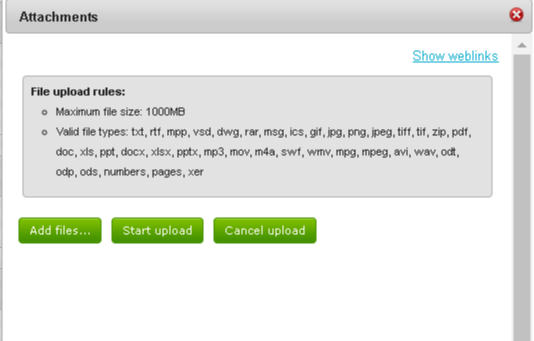 Attachments
Show weblinks
File upload rules:
Maximum file size: 1000MB
Valid file types: txt, rtf, mpp, vsd, dwg, rar, msg, ics, gif, jpg, png, jpeg, tiff, tif, zip, pdf,
doc, xls, ppt, docx, xlsx, pptx, mp3, mov, m4a, swf, wmv, mpg, mpeg, avi, wav, odt,
odp, ods, numbers, pages, xer
Add files... Start upload Cancel upload